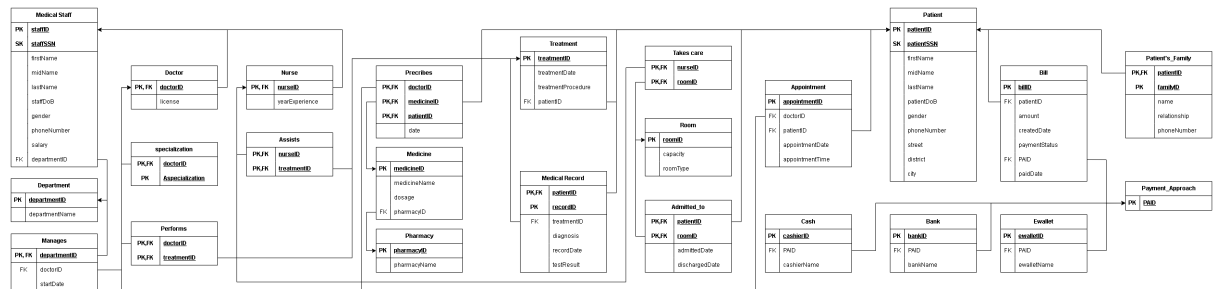 Medical Staff
PK staffID
SK staffSSN
firstName
midName
lastName
staffDoB
gender
phoneNumber
salary
FK departmentID
Department
PK departmentID
departmentName
Manages
PK, FK departmentID
FK doctorID
startDate
Doctor
PK, FK doctorID
license
specialization
PK,FK doctorID
PK Aspecialization
Performs
PK,FK doctorID
PK,FK treatmentID
Nurse
PK, FK nurseID
yearExperience
Assists
PK,FK nurseID
PK,FK treatmentID
Precribes
PK,FK doctorID
PK,FK medicineID
PK,FK patientID
date
Medicine
PK medicineID
medicineName
dosage
FK pharmacyID
Pharmacy
PK pharmacyID
pharmacyName
Treatment
PK treatmentID
treatmentDate
treatmentProcedure
FK patientID
Medical Record
PK,FK patientID
PK recordID
FK treatmentID
diagnosis
recordDate
testResult
Takes care
PK,FK nurseID
PK,FK roomID
Room
PK roomID
capacity
roomType
Admitted_to
PK,FK patientID
PK,FK roomID
admittedDate
dischargedDate
Appointment
PK appointmentID
FK doctorID
FK patientID
appointmentDate
appointmentTime
Cash
PK cashierID
FK PAID
cashierName
Patient
PK patientID
SK patientSSN
firstName
midName
lastName
patientDoB
gender
phoneNumber
street
district
city
Bank
PK bankID
FK PAID
bankName
Bill
PK billID
FK patientID
amount
createdDate
paymentStatus
FK PAID
paidDate
Ewallet
PK ewalletID
FK PAID
ewalletName
Patient's_Family
PK,FK patientID
PK familyID
name
relationship
phoneNumber
Payment_Approach
PK PAID